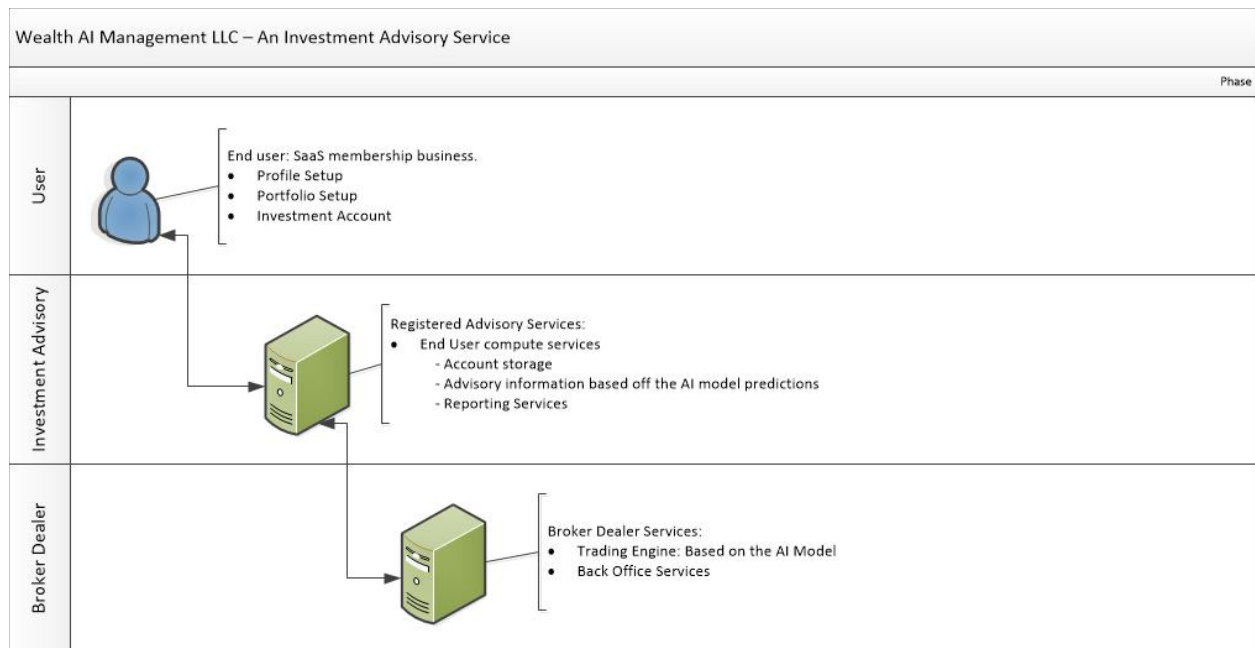 Wealth AI Management LLC – An Investment Advisory Service
Phase
User
End user: SaaS membership business.
• Profile Setup
• Portfolio Setup
• Investment Account
Investment Advisory
Registered Advisory Services:
• End User compute services
- Account storage
- Advisory information based off the AI model predictions
- Reporting Services
Broker Dealer
Broker Dealer Services:
• Trading Engine: Based on the AI Model
• Back Office Services